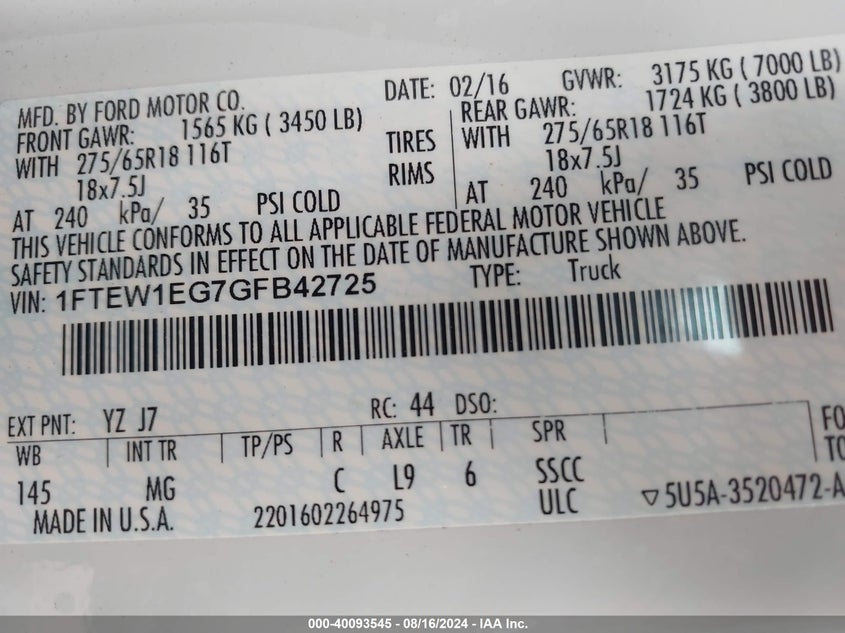 MFD. BY FORD MOTOR CO. DATE: 02/16 GVWR: 3175 KG ( 7000 LB)
FRONT GAWR: 1565 KG ( 3450 LB) REAR GAWR: 1724 KG ( 3800 LB)
WITH 275/65R18 116T TIRES WITH 275/65R18 116T
18x7.5J RIMS 18x7.5J
AT 240 kPa/ 35 PSI COLD AT 240 kPa/ 35 PSI COLD
THIS VEHICLE CONFORMS TO ALL APPLICABLE FEDERAL MOTOR VEHICLE
SAFETY STANDARDS IN EFFECT ON THE DATE OF MANUFACTURE SHOWN ABOVE.
VIN: 1FTEW1EG7GFB42725 TYPE: Truck
EXT PNT: YZ J7 RC: 44 DSO: FO
WB INT TR TP/PS R AXLE TR SPR TO
145 MG C L9 6 SSCC
MADE IN U.S.A. 2201602264975 ULC ▽5U5A-3520472-A
000-40093545 - 08/16/2024 - IAA Inc.